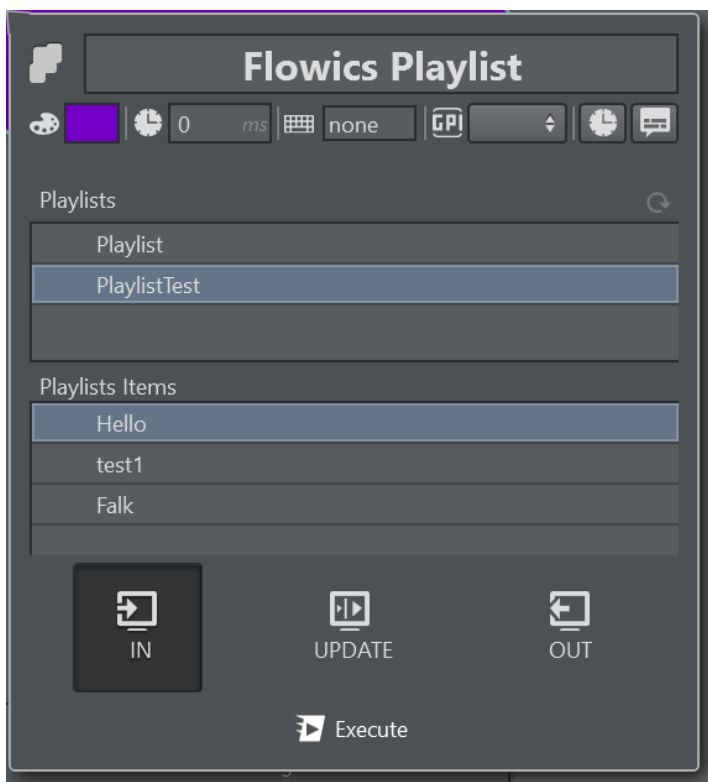 Flowics Playlist
0 ms none GPI
Playlists
Playlist
PlaylistTest
Playlists Items
Hello
test1
Falk
IN UPDATE OUT
Execute